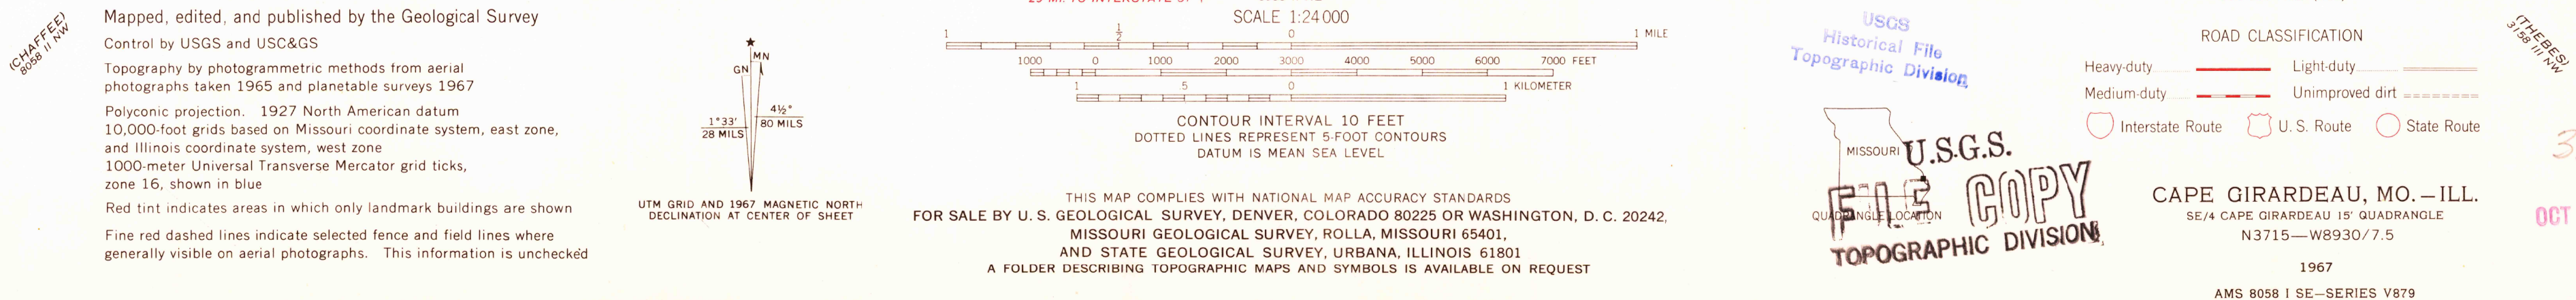 (CHAFFEE)
8058 II NW
Mapped, edited, and published by the Geological Survey
Control by USGS and USC&GS
Topography by photogrammetric methods from aerial
photographs taken 1965 and planetable surveys 1967
Polyconic projection. 1927 North American datum
10,000-foot grids based on Missouri coordinate system, east zone,
and Illinois coordinate system, west zone
1000-meter Universal Transverse Mercator grid ticks,
zone 16, shown in blue
Red tint indicates areas in which only landmark buildings are shown
Fine red dashed lines indicate selected fence and field lines where
generally visible on aerial photographs. This information is unchecked
MN
GN
1°33'
28 MILS
4½°
80 MILS
UTM GRID AND 1967 MAGNETIC NORTH
DECLINATION AT CENTER OF SHEET
SCALE 1:24 000
1 ½ 0 1 MILE
1000 0 1000 2000 3000 4000 5000 6000 7000 FEET
1 .5 0 1 KILOMETER
CONTOUR INTERVAL 10 FEET
DOTTED LINES REPRESENT 5-FOOT CONTOURS
DATUM IS MEAN SEA LEVEL
THIS MAP COMPLIES WITH NATIONAL MAP ACCURACY STANDARDS
FOR SALE BY U. S. GEOLOGICAL SURVEY, DENVER, COLORADO 80225 OR WASHINGTON, D. C. 20242,
MISSOURI GEOLOGICAL SURVEY, ROLLA, MISSOURI 65401,
AND STATE GEOLOGICAL SURVEY, URBANA, ILLINOIS 61801
A FOLDER DESCRIBING TOPOGRAPHIC MAPS AND SYMBOLS IS AVAILABLE ON REQUEST
USGS
Historical File
Topographic Division
MISSOURI
QUADRANGLE LOCATION
U.S.G.S.
FILE COPY
TOPOGRAPHIC DIVISION
ROAD CLASSIFICATION
Heavy-duty Light-duty
Medium-duty Unimproved dirt
Interstate Route U. S. Route State Route
CAPE GIRARDEAU, MO.–ILL.
SE/4 CAPE GIRARDEAU 15' QUADRANGLE
N3715—W8930/7.5
1967
AMS 8058 I SE–SERIES V879
(THEBES)
3158 III NW
3
OCT